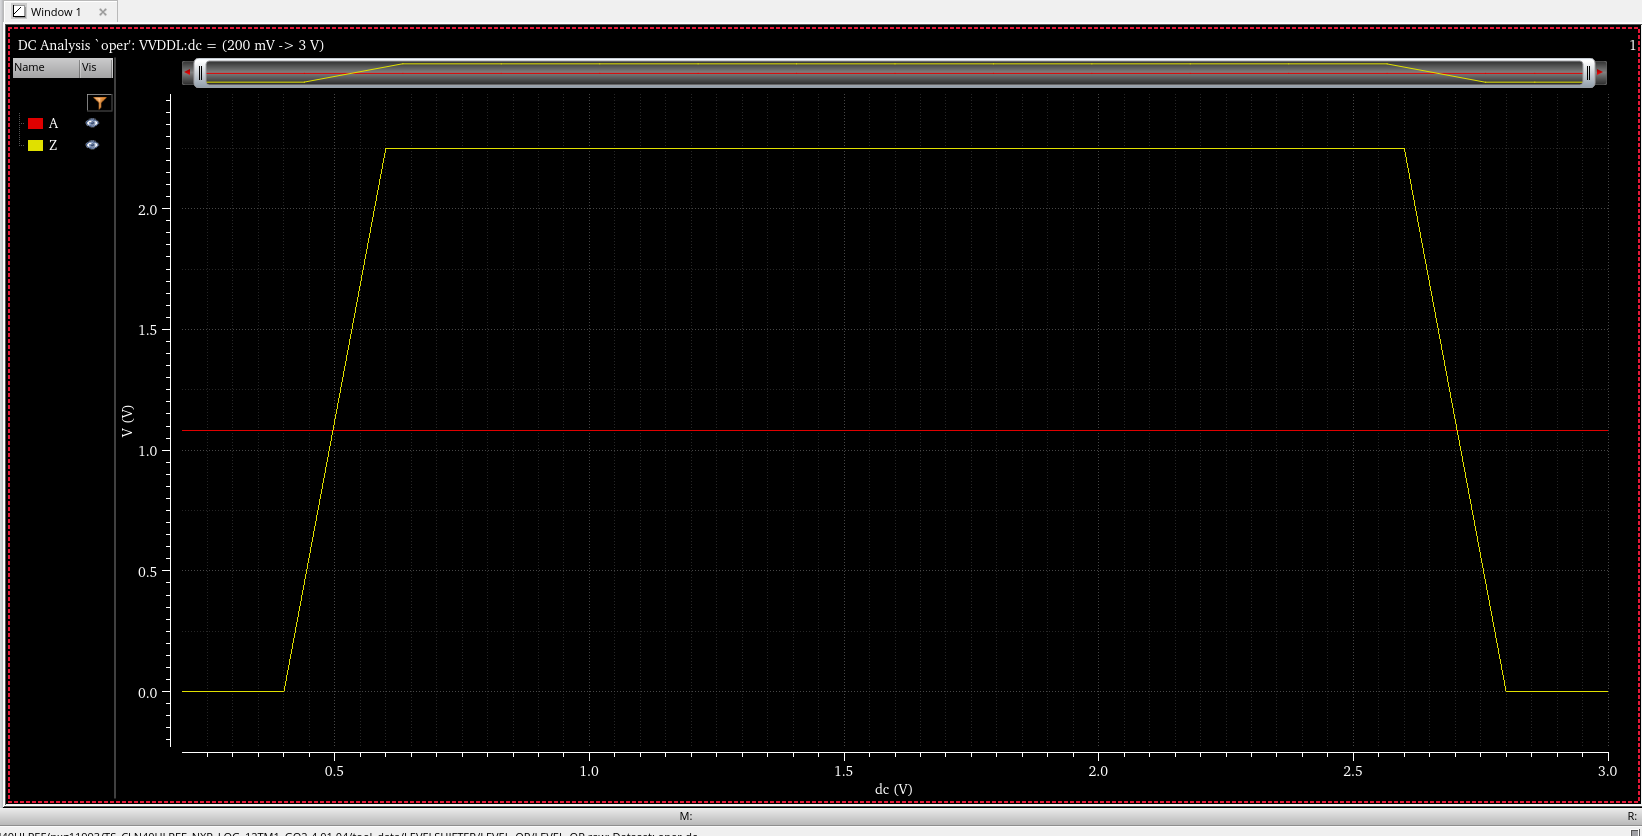 Window 1
DC Analysis `oper': VVDDL:dc = (200 mV -> 3 V)
1
Name Vis
A
Z
2.0
1.5
1.0
0.5
0.0
V (V)
0.5 1.0 1.5 2.0 2.5 3.0
dc (V)
M:
R: